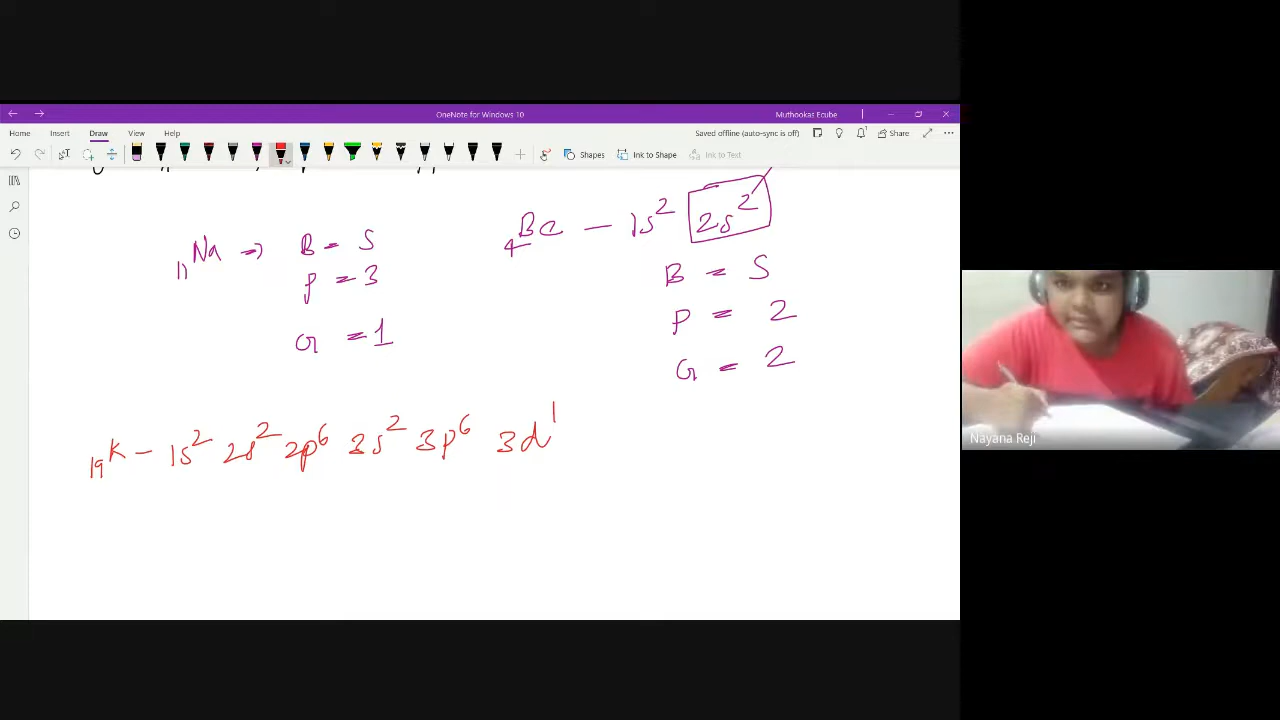 OneNote for Windows 10
Muthookas Ecube
Home Insert Draw View Help
Saved offline (auto-sync is off)
Share
Shapes
Ink to Shape
Ink to Text
₁₁Na ⇒ B = S
P = 3
G = 1
₄Be – 1s² 2s²
B = S
P = 2
G = 2
₁₉K – 1s² 2s² 2p⁶ 3s² 3p⁶ 3d¹
Nayana Reji